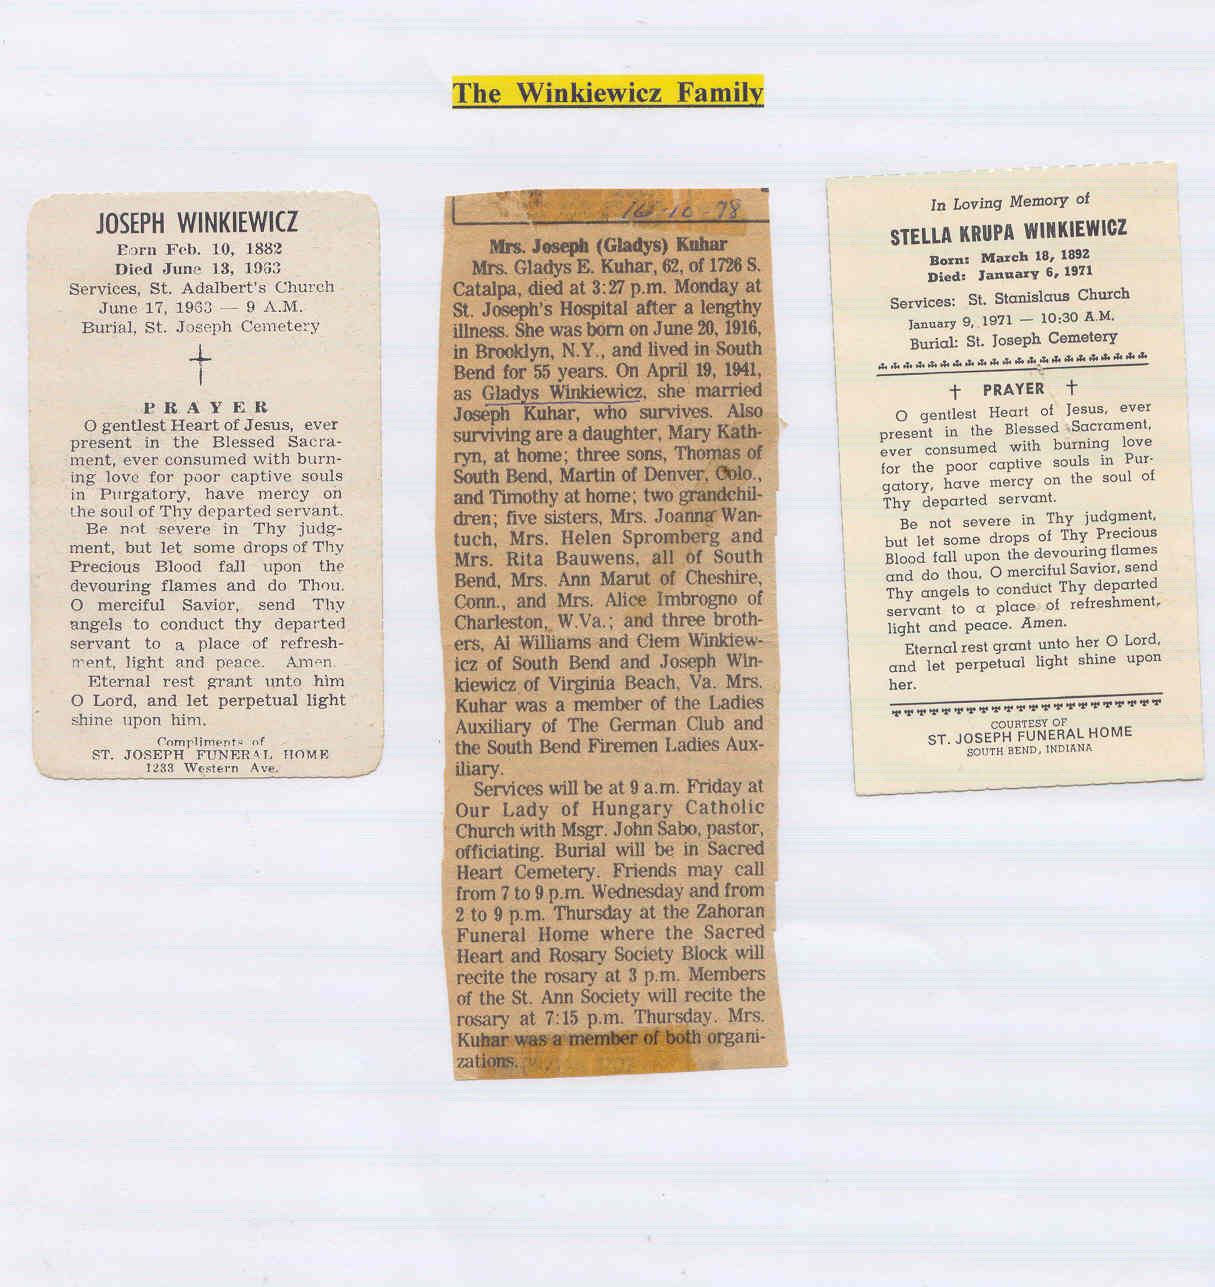 The Winkiewicz Family
JOSEPH WINKIEWICZ
Born Feb. 10, 1882
Died June 13, 1963
Services, St. Adalbert's Church
June 17, 1963 — 9 A.M.
Burial, St. Joseph Cemetery
PRAYER
O gentlest Heart of Jesus, ever
present in the Blessed Sacra-
ment, ever consumed with burn-
ing love for poor captive souls
in Purgatory, have mercy on
the soul of Thy departed servant.
Be not severe in Thy judg-
ment, but let some drops of Thy
Precious Blood fall upon the
devouring flames and do Thou.
O merciful Savior, send Thy
angels to conduct thy departed
servant to a place of refresh-
ment, light and peace. Amen.
Eternal rest grant unto him
O Lord, and let perpetual light
shine upon him.
Compliments of
ST. JOSEPH FUNERAL HOME
1233 Western Ave.
10-10-78
Mrs. Joseph (Gladys) Kuhar
Mrs. Gladys E. Kuhar, 62, of 1726 S.
Catalpa, died at 3:27 p.m. Monday at
St. Joseph's Hospital after a lengthy
illness. She was born on June 20, 1916,
in Brooklyn, N.Y., and lived in South
Bend for 55 years. On April 19, 1941,
as Gladys Winkiewicz, she married
Joseph Kuhar, who survives. Also
surviving are a daughter, Mary Kath-
ryn, at home; three sons, Thomas of
South Bend, Martin of Denver, Colo.,
and Timothy at home; two grandchil-
dren; five sisters, Mrs. Joanna Wan-
tuch, Mrs. Helen Spromberg and
Mrs. Rita Bauwens, all of South
Bend, Mrs. Ann Marut of Cheshire,
Conn., and Mrs. Alice Imbrogno of
Charleston, W.Va.; and three broth-
ers, Al Williams and Clem Winkiew-
icz of South Bend and Joseph Win-
kiewicz of Virginia Beach, Va. Mrs.
Kuhar was a member of the Ladies
Auxiliary of The German Club and
the South Bend Firemen Ladies Aux-
iliary.
Services will be at 9 a.m. Friday at
Our Lady of Hungary Catholic
Church with Msgr. John Sabo, pastor,
officiating. Burial will be in Sacred
Heart Cemetery. Friends may call
from 7 to 9 p.m. Wednesday and from
2 to 9 p.m. Thursday at the Zahoran
Funeral Home where the Sacred
Heart and Rosary Society Block will
recite the rosary at 3 p.m. Members
of the St. Ann Society will recite the
rosary at 7:15 p.m. Thursday. Mrs.
Kuhar was a member of both organi-
zations.
In Loving Memory of
STELLA KRUPA WINKIEWICZ
Born: March 18, 1892
Died: January 6, 1971
Services: St. Stanislaus Church
January 9, 1971 — 10:30 A.M.
Burial: St. Joseph Cemetery
PRAYER
O gentlest Heart of Jesus, ever
present in the Blessed Sacrament,
ever consumed with burning love
for the poor captive souls in Pur-
gatory, have mercy on the soul of
Thy departed servant.
Be not severe in Thy judgment,
but let some drops of Thy Precious
Blood fall upon the devouring flames
and do thou, O merciful Savior, send
Thy angels to conduct Thy departed
servant to a place of refreshment,
light and peace. Amen.
Eternal rest grant unto her O Lord,
and let perpetual light shine upon
her.
COURTESY OF
ST. JOSEPH FUNERAL HOME
SOUTH BEND, INDIANA